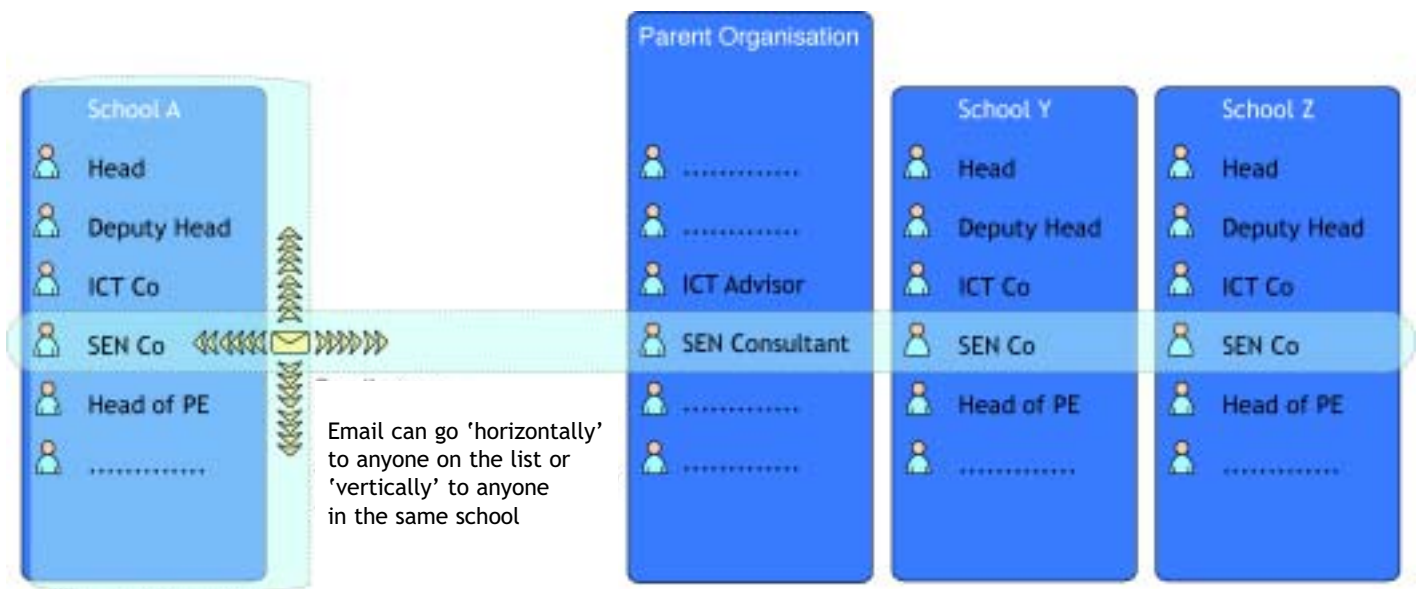 Parent Organisation
School A
School Y
School Z
Head
.............
Head
Head
Deputy Head
.............
Deputy Head
Deputy Head
ICT Co
ICT Advisor
ICT Co
ICT Co
SEN Co
SEN Consultant
SEN Co
SEN Co
Head of PE
.............
Head of PE
Head of PE
.............
.............
.............
.............
Email can go ‘horizontally’
to anyone on the list or
‘vertically’ to anyone
in the same school